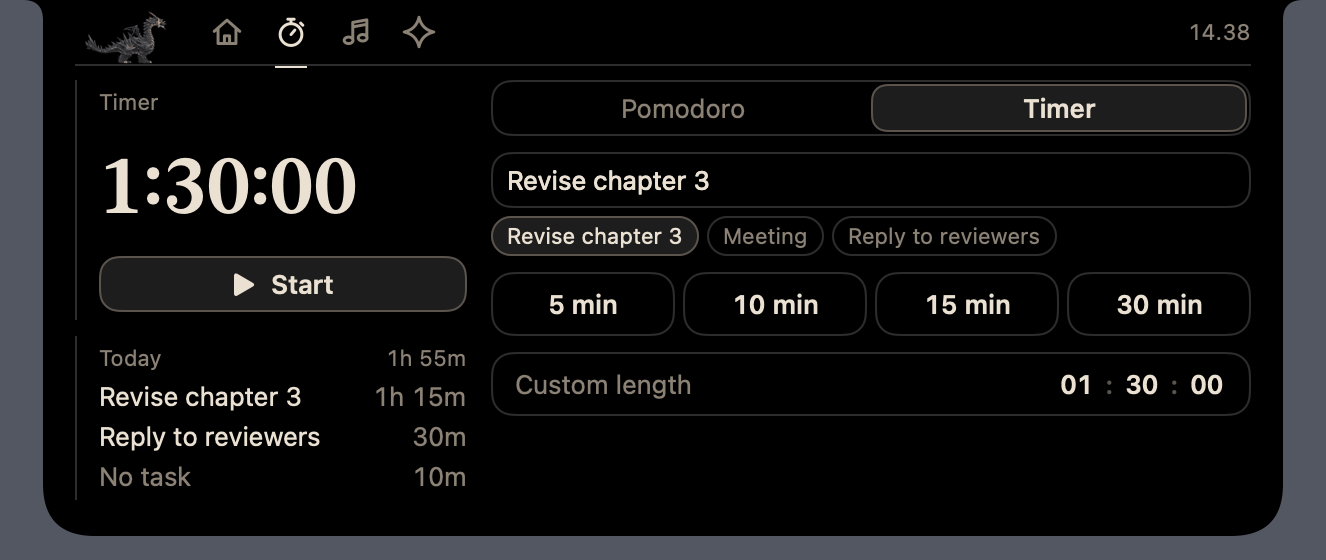 14.38
Timer
1:30:00
Start
Today 1h 55m
Revise chapter 3 1h 15m
Reply to reviewers 30m
No task 10m
Pomodoro Timer
Revise chapter 3
Revise chapter 3 Meeting Reply to reviewers
5 min 10 min 15 min 30 min
Custom length 01 : 30 : 00